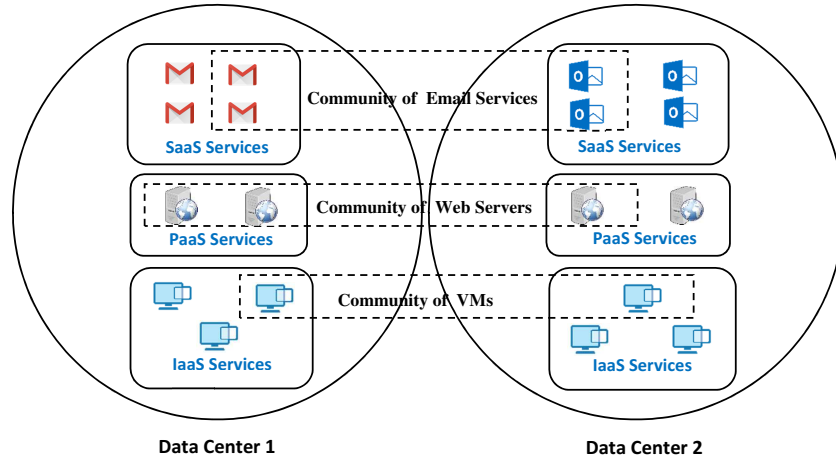 SaaS Services
Community of Email Services
SaaS Services
PaaS Services
Community of Web Servers
PaaS Services
IaaS Services
Community of VMs
IaaS Services
Data Center 1
Data Center 2